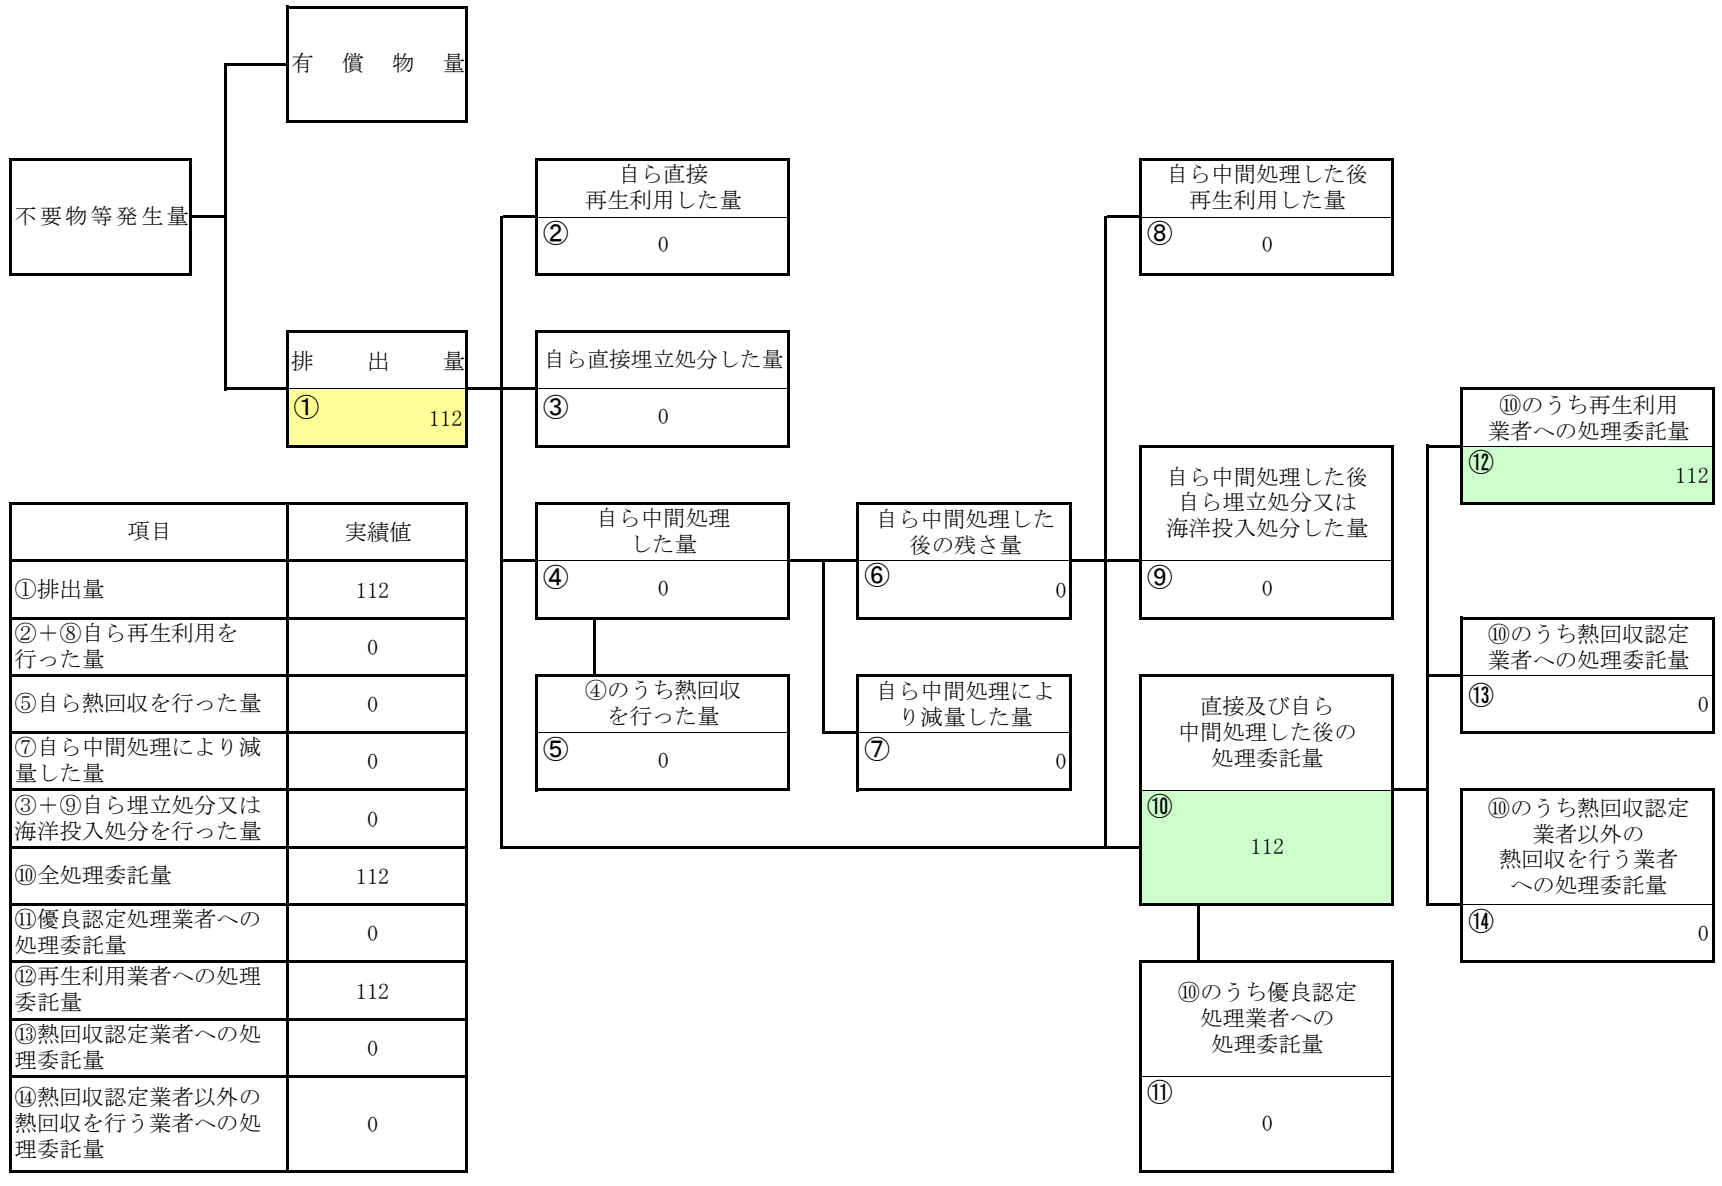 有償物量
不要物等発生量
排出量
①
112
自ら直接
再生利用した量
②
0
自ら直接埋立処分した量
③
0
自ら中間処理
した量
④
0
④のうち熱回収
を行った量
⑤
0
自ら中間処理した
後の残さ量
⑥
0
自ら中間処理によ
り減量した量
⑦
0
自ら中間処理した後
再生利用した量
⑧
0
自ら中間処理した後
自ら埋立処分又は
海洋投入処分した量
⑨
0
直接及び自ら
中間処理した後の
処理委託量
⑩
112
⑩のうち優良認定
処理業者への
処理委託量
⑪
0
⑩のうち再生利用
業者への処理委託量
⑫
112
⑩のうち熱回収認定
業者への処理委託量
⑬
0
⑩のうち熱回収認定
業者以外の
熱回収を行う業者
への処理委託量
⑭
0
項目 実績値
①排出量 112
②＋⑧自ら再生利用を
行った量 0
⑤自ら熱回収を行った量 0
⑦自ら中間処理により減
量した量 0
③＋⑨自ら埋立処分又は
海洋投入処分を行った量 0
⑩全処理委託量 112
⑪優良認定処理業者への
処理委託量 0
⑫再生利用業者への処理
委託量 112
⑬熱回収認定業者への処
理委託量 0
⑭熱回収認定業者以外の
熱回収を行う業者への処
理委託量 0